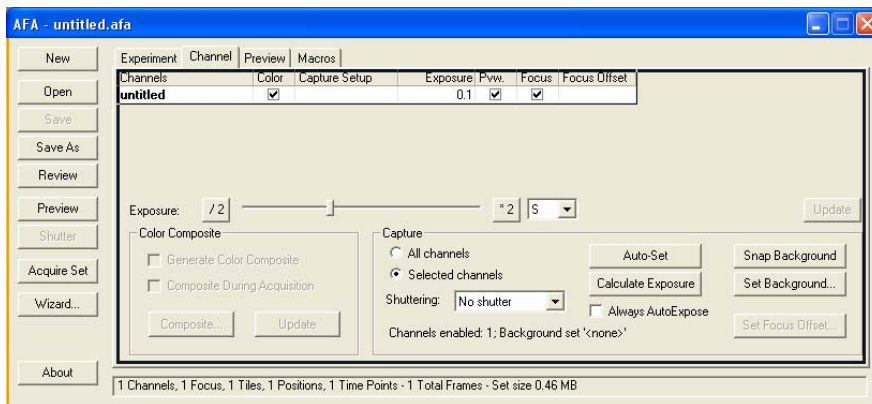 AFA - untitled.afa
New
Open
Save
Save As
Review
Preview
Shutter
Acquire Set
Wizard...
About
Experiment Channel Preview Macros
Channels Color Capture Setup Exposure Pvw. Focus Focus Offset
untitled 0.1
Exposure: / 2 * 2 S Update
Color Composite
Generate Color Composite
Composite During Acquisition
Composite... Update
Capture
All channels
Selected channels
Shuttering: No shutter
Channels enabled: 1; Background set '<none>'
Auto-Set
Calculate Exposure
Always AutoExpose
Snap Background
Set Background...
Set Focus Offset...
1 Channels, 1 Focus, 1 Tiles, 1 Positions, 1 Time Points - 1 Total Frames - Set size 0.46 MB